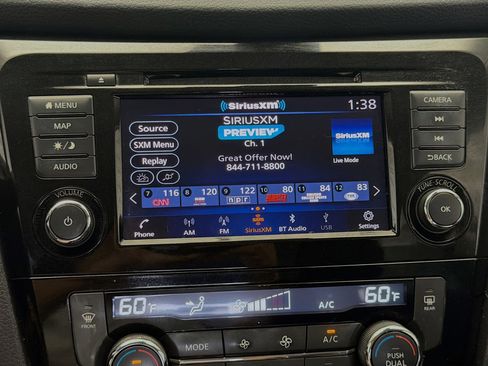 SiriusXM
1:38
SIRIUSXM
PREVIEW
Ch. 1
Great Offer Now!
844-711-8800
Source
SXM Menu
Replay
SiriusXM
Live Mode
7 116 CNN
8 120
9 122 npr
10 80
11 84
12 83
Phone
AM
FM
SiriusXM
BT Audio
USB
Settings
MENU
MAP
AUDIO
VOLUME
CAMERA
BACK
TUNE·SCROLL
OK
60°F
A/C
60°F
FRONT
MODE
A/C
REAR
PUSH
DUAL